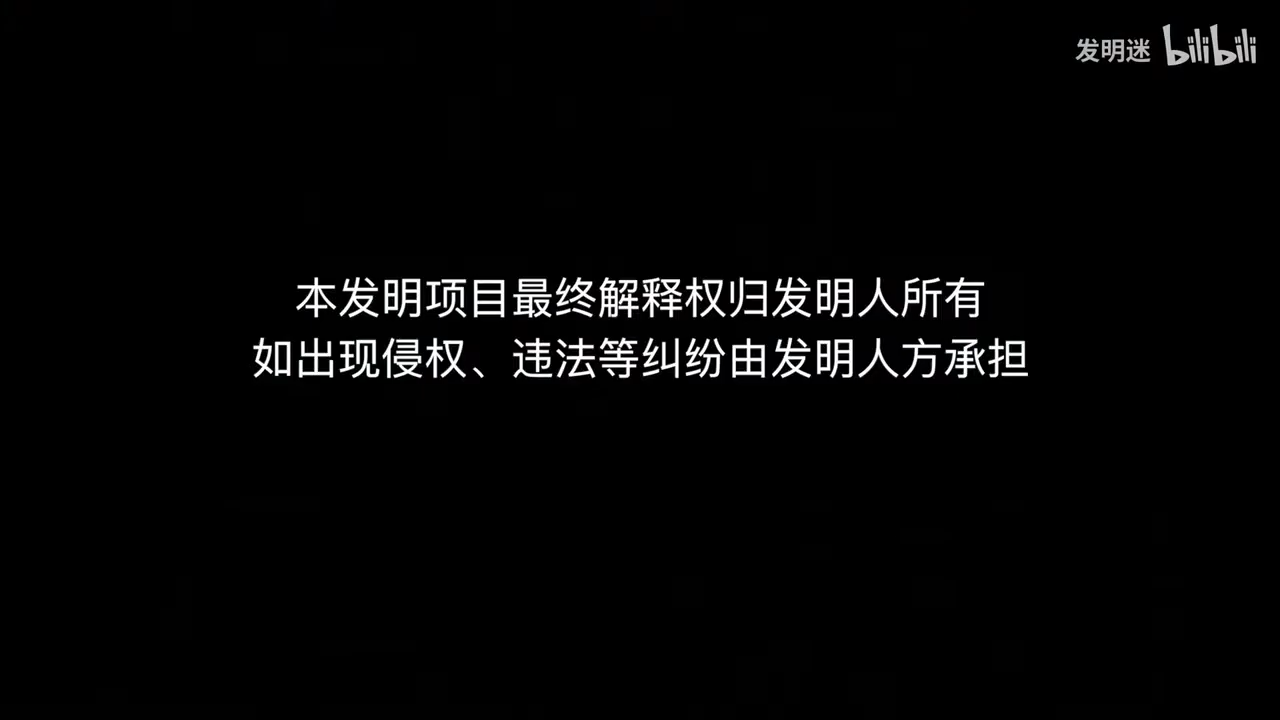 发明迷 bilibili
本发明项目最终解释权归发明人所有
如出现侵权、违法等纠纷由发明人方承担